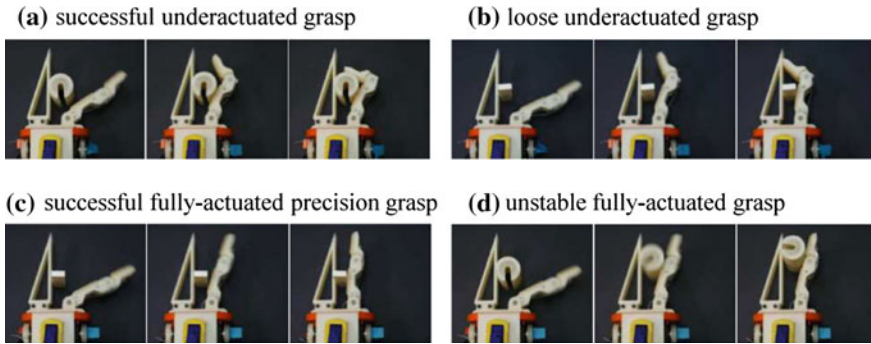 (a) successful underactuated grasp
(b) loose underactuated grasp
(c) successful fully-actuated precision grasp
(d) unstable fully-actuated grasp